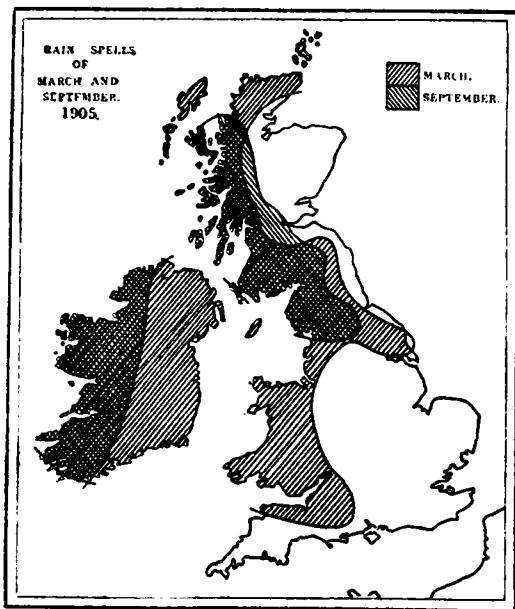 RAIN SPELLS
OF
MARCH AND
SEPTEMBER.
1905.
MARCH.
SEPTEMBER.